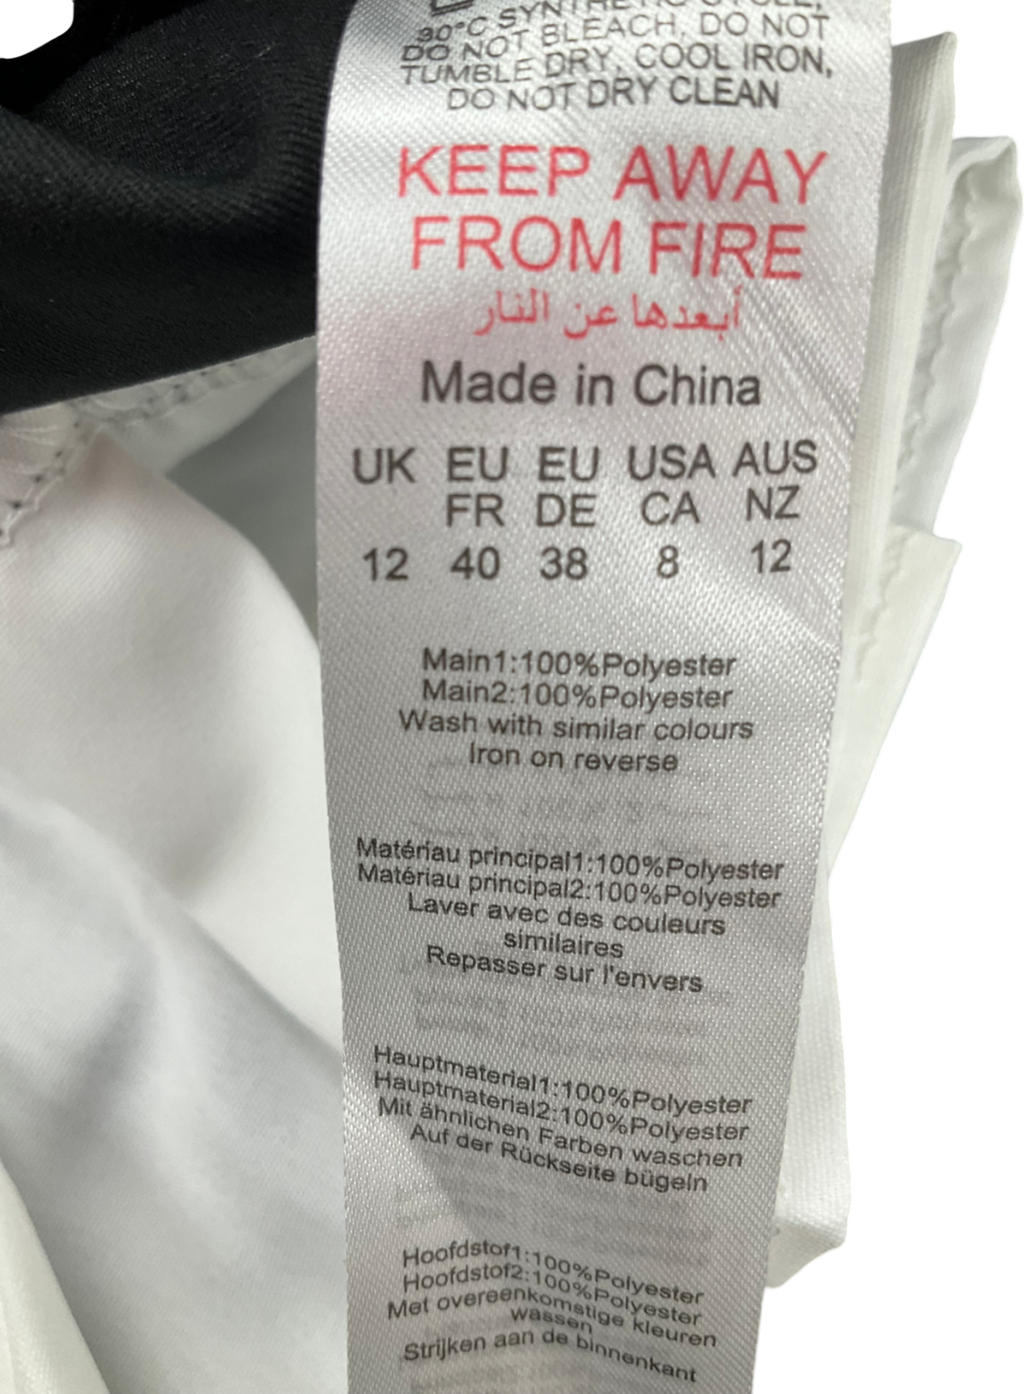 30°C SYNTHETIC CYCLE,
DO NOT BLEACH, DO NOT
TUMBLE DRY, COOL IRON,
DO NOT DRY CLEAN
KEEP AWAY
FROM FIRE
أبعدها عن النار
Made in China
UK EU EU USA AUS
FR DE CA NZ
12 40 38 8 12
Main1:100%Polyester
Main2:100%Polyester
Wash with similar colours
Iron on reverse
Matériau principal1:100%Polyester
Matériau principal2:100%Polyester
Laver avec des couleurs
similaires
Repasser sur l'envers
Hauptmaterial1:100%Polyester
Hauptmaterial2:100%Polyester
Mit ähnlichen Farben waschen
Auf der Rückseite bügeln
Hoofdstof1:100%Polyester
Hoofdstof2:100%Polyester
Met overeenkomstige kleuren
wassen
Strijken aan de binnenkant